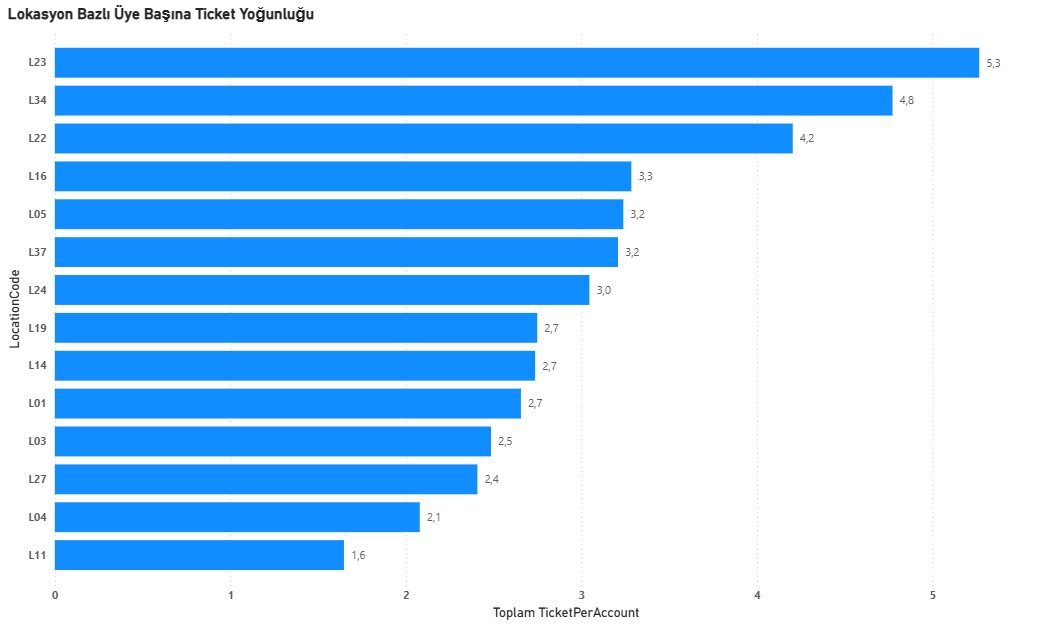 Lokasyon Bazlı Üye Başına Ticket Yoğunluğu
LocationCode
L23 5,3
L34 4,8
L22 4,2
L16 3,3
L05 3,2
L37 3,2
L24 3,0
L19 2,7
L14 2,7
L01 2,7
L03 2,5
L27 2,4
L04 2,1
L11 1,6
0 1 2 3 4 5
Toplam TicketPerAccount